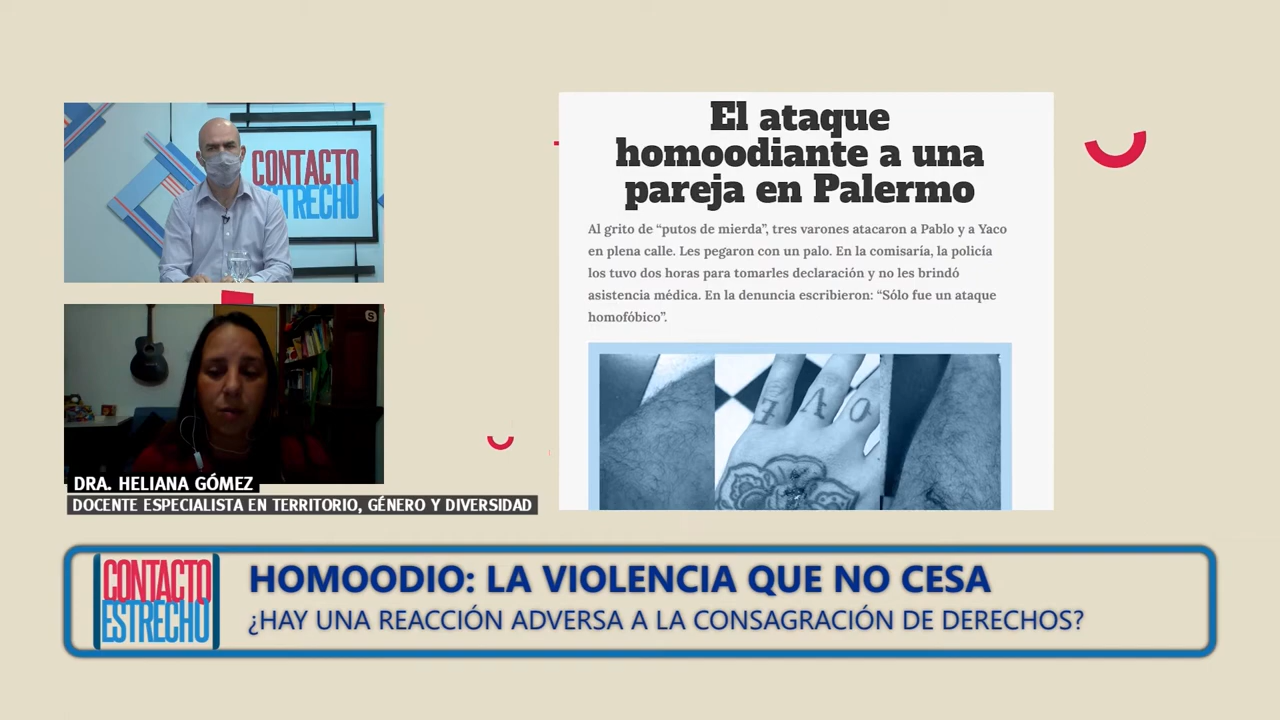 CONTACTO
ESTRECHO
El ataque
homoodiante a una
pareja en Palermo
Al grito de “putos de mierda”, tres varones atacaron a Pablo y a Yaco
en plena calle. Les pegaron con un palo. En la comisaría, la policía
los tuvo dos horas para tomarles declaración y no les brindó
asistencia médica. En la denuncia escribieron: “Sólo fue un ataque
homofóbico”.
DRA. HELIANA GÓMEZ
DOCENTE ESPECIALISTA EN TERRITORIO, GÉNERO Y DIVERSIDAD
CONTACTO
ESTRECHO
HOMOODIO: LA VIOLENCIA QUE NO CESA
¿HAY UNA REACCIÓN ADVERSA A LA CONSAGRACIÓN DE DERECHOS?